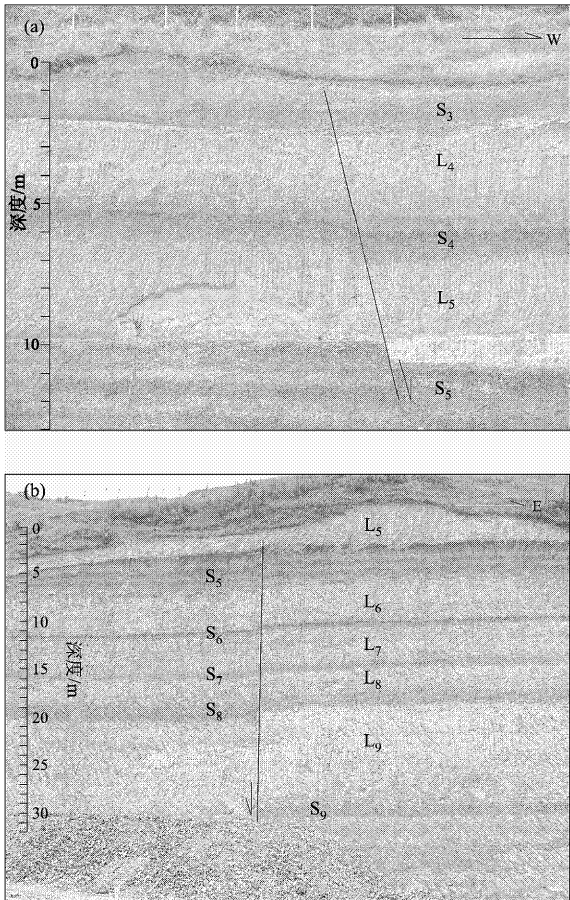 (a)
W
0
S₃
L₄
深度/m
5
S₄
L₅
10
S₅
(b)
E
0
L₅
5
S₅
L₆
10
S₆
L₇
深度/m
15
S₇
L₈
20
S₈
L₉
25
30
S₉